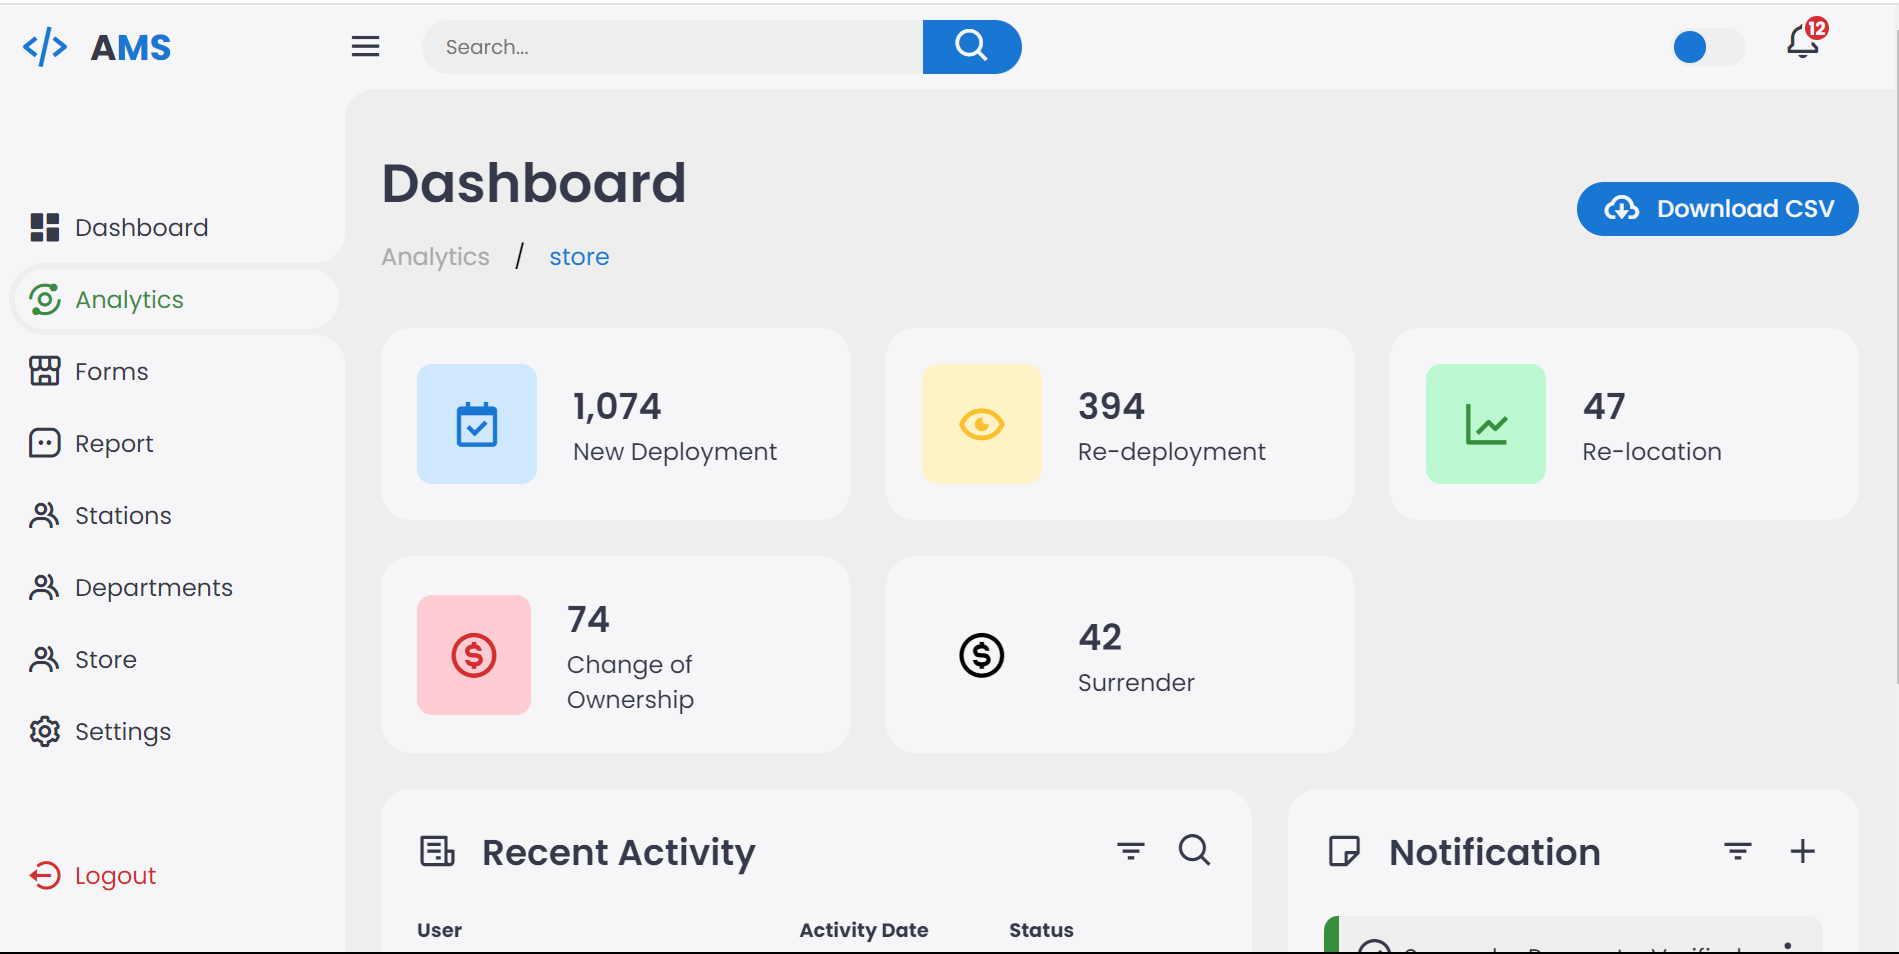 AMS
Search...
12
Dashboard
Analytics
Forms
Report
Stations
Departments
Store
Settings
Logout
Dashboard
Analytics / store
Download CSV
1,074
New Deployment
394
Re-deployment
47
Re-location
74
Change of
Ownership
42
Surrender
Recent Activity
User Activity Date Status
Notification